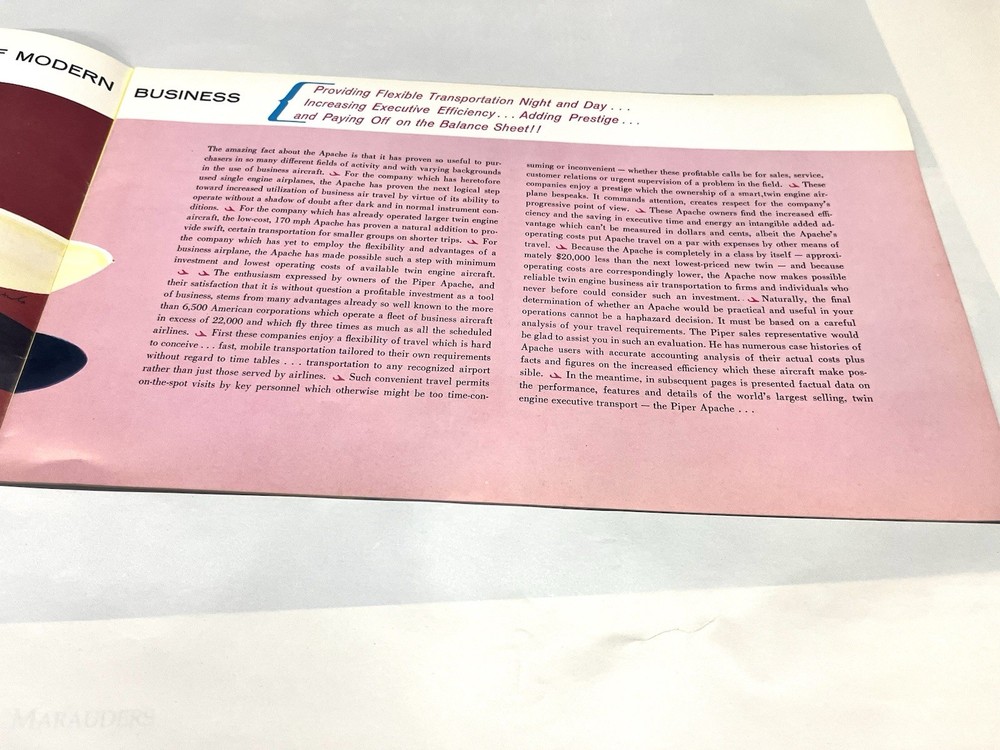 F MODERN
BUSINESS
Providing Flexible Transportation Night and Day . . .
Increasing Executive Efficiency . . . Adding Prestige . . .
and Paying Off on the Balance Sheet!!
The amazing fact about the Apache is that it has proven so useful to pur-
chasers in so many different fields of activity and with varying backgrounds
in the use of business aircraft. For the company which has heretofore
used single engine airplanes, the Apache has proven the next logical step
toward increased utilization of business air travel by virtue of its ability to
operate without a shadow of doubt after dark and in normal instrument con-
ditions. For the company which has already operated larger twin engine
aircraft, the low-cost, 170 mph Apache has proven a natural addition to pro-
vide swift, certain transportation for smaller groups on shorter trips. For
the company which has yet to employ the flexibility and advantages of a
business airplane, the Apache has made possible such a step with minimum
investment and lowest operating costs of available twin engine aircraft.
The enthusiasm expressed by owners of the Piper Apache, and
their satisfaction that it is without question a profitable investment as a tool
of business, stems from many advantages already so well known to the more
than 6,500 American corporations which operate a fleet of business aircraft
in excess of 22,000 and which fly three times as much as all the scheduled
airlines. First these companies enjoy a flexibility of travel which is hard
to conceive . . . fast, mobile transportation tailored to their own requirements
without regard to time tables . . . transportation to any recognized airport
rather than just those served by airlines. Such convenient travel permits
on-the-spot visits by key personnel which otherwise might be too time-con-
suming or inconvenient — whether these profitable calls be for sales, service,
customer relations or urgent supervision of a problem in the field. These
companies enjoy a prestige which the ownership of a smart, twin engine air-
plane bespeaks. It commands attention, creates respect for the company's
progressive point of view. These Apache owners find the increased effi-
ciency and the saving in executive time and energy an intangible added ad-
vantage which can't be measured in dollars and cents, albeit the Apache's
operating costs put Apache travel on a par with expenses by other means of
travel. Because the Apache is completely in a class by itself — approxi-
mately $20,000 less than the next lowest-priced new twin — and because
operating costs are correspondingly lower, the Apache now makes possible
reliable twin engine business air transportation to firms and individuals who
never before could consider such an investment. Naturally, the final
determination of whether an Apache would be practical and useful in your
operations cannot be a haphazard decision. It must be based on a careful
analysis of your travel requirements. The Piper sales representative would
be glad to assist you in such an evaluation. He has numerous case histories of
Apache users with accurate accounting analysis of their actual costs plus
facts and figures on the increased efficiency which these aircraft make pos-
sible. In the meantime, in subsequent pages is presented factual data on
the performance, features and details of the world's largest selling, twin
engine executive transport — the Piper Apache . . .
MARAUDERS